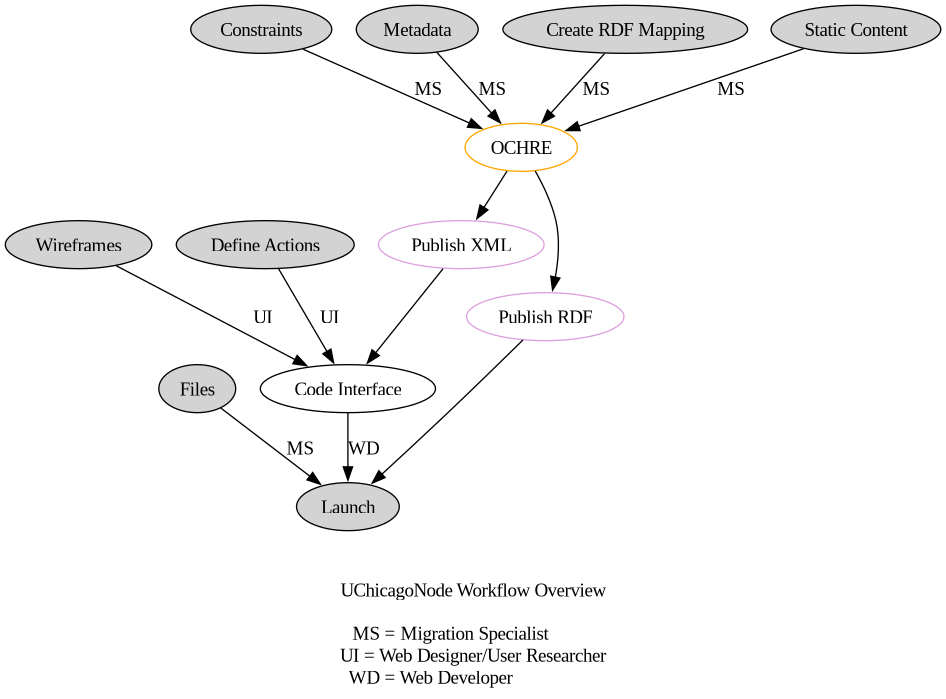 Constraints
Metadata
Create RDF Mapping
Static Content
MS
MS
MS
MS
OCHRE
Wireframes
Define Actions
Publish XML
UI
UI
Publish RDF
Files
Code Interface
MS
WD
Launch
UChicagoNode Workflow Overview
MS = Migration Specialist
UI = Web Designer/User Researcher
WD = Web Developer